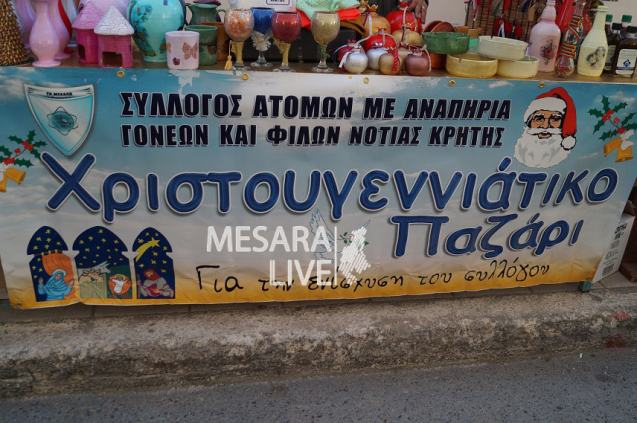 ΣΥΛΛΟΓΟΣ ΑΤΟΜΩΝ ΜΕ ΑΝΑΠΗΡΙΑ
ΓΟΝΕΩΝ ΚΑΙ ΦΙΛΩΝ ΝΟΤΙΑΣ ΚΡΗΤΗΣ
Χριστουγεννιάτικο
Παζάρι
MESARA
LIVE
Για την ενίσχυση του συλλόγου